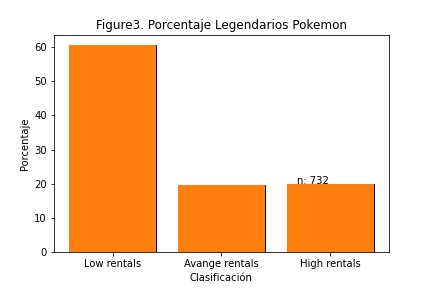 Figure3. Porcentaje Legendarios Pokemon
60
50
40
30
20
10
0
Porcentaje
n: 732
Low rentals
Avange rentals
High rentals
Clasificación